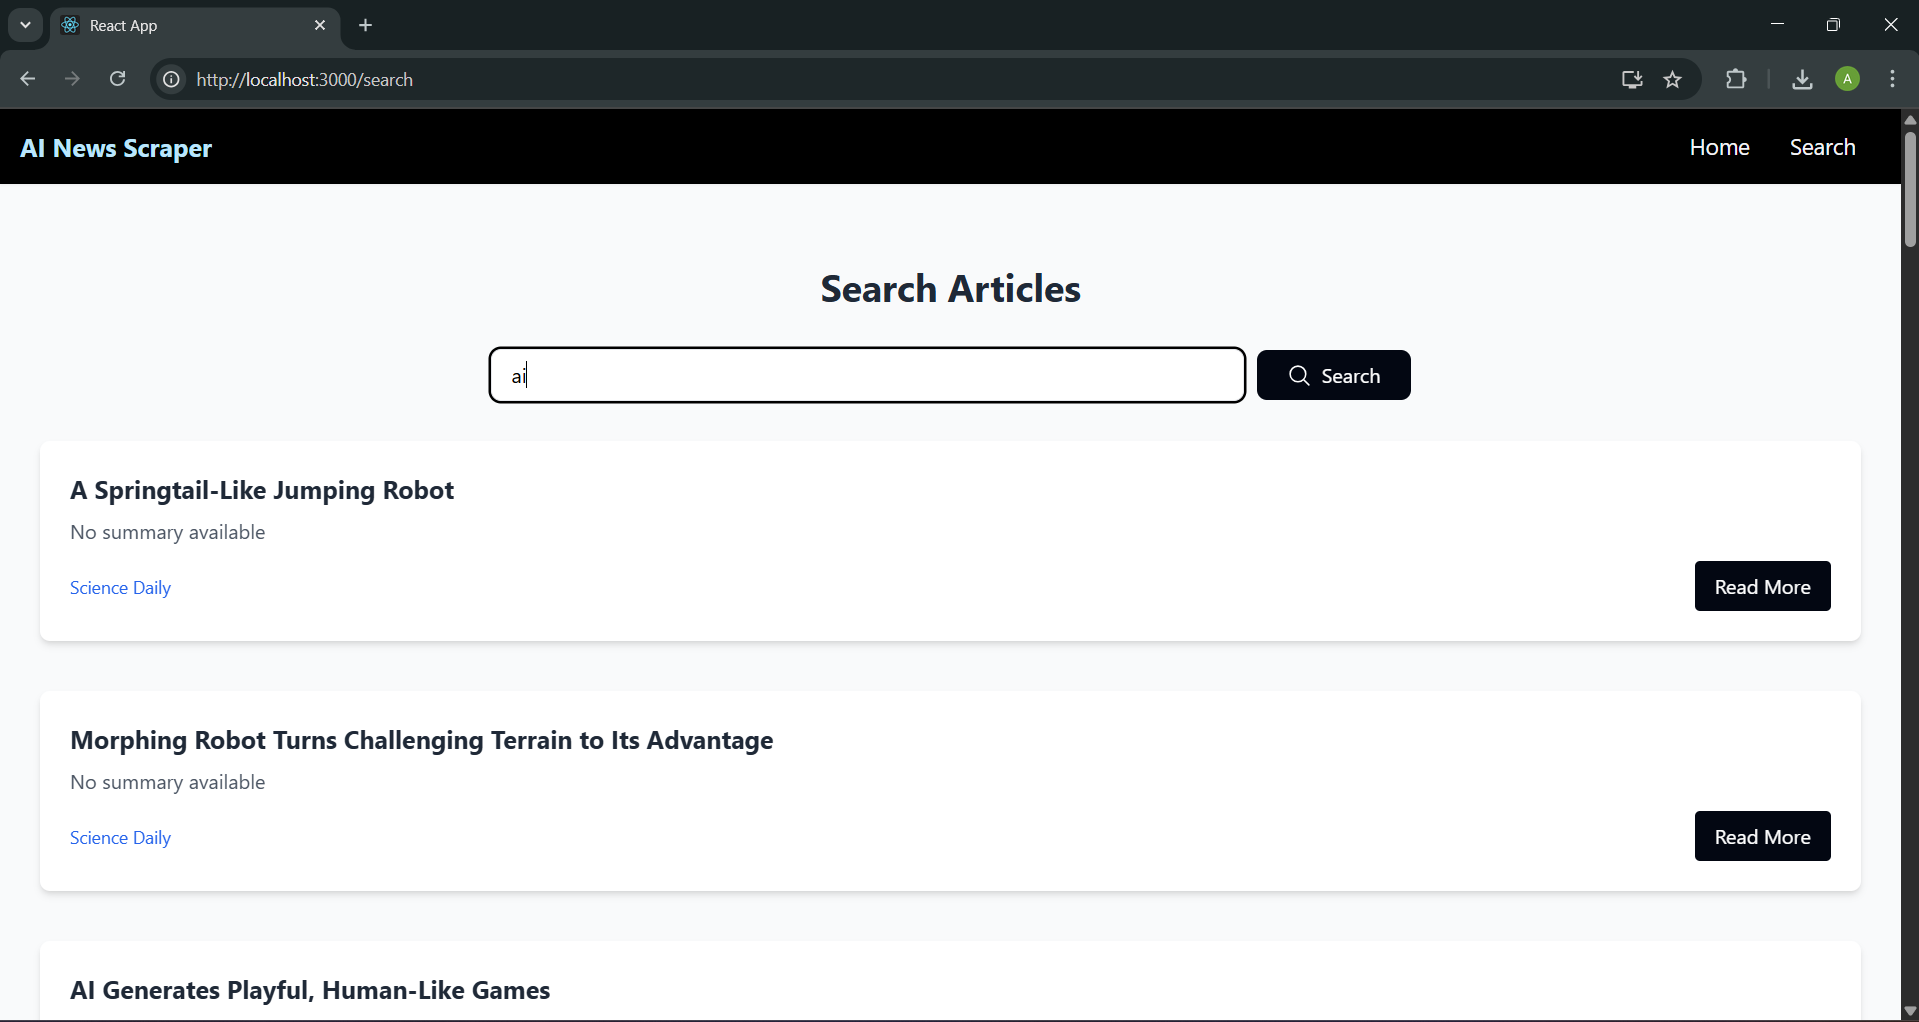 React App
http://localhost:3000/search
A
AI News Scraper
Home
Search
Search Articles
ai
Search
A Springtail-Like Jumping Robot
No summary available
Science Daily
Read More
Morphing Robot Turns Challenging Terrain to Its Advantage
No summary available
Science Daily
Read More
AI Generates Playful, Human-Like Games